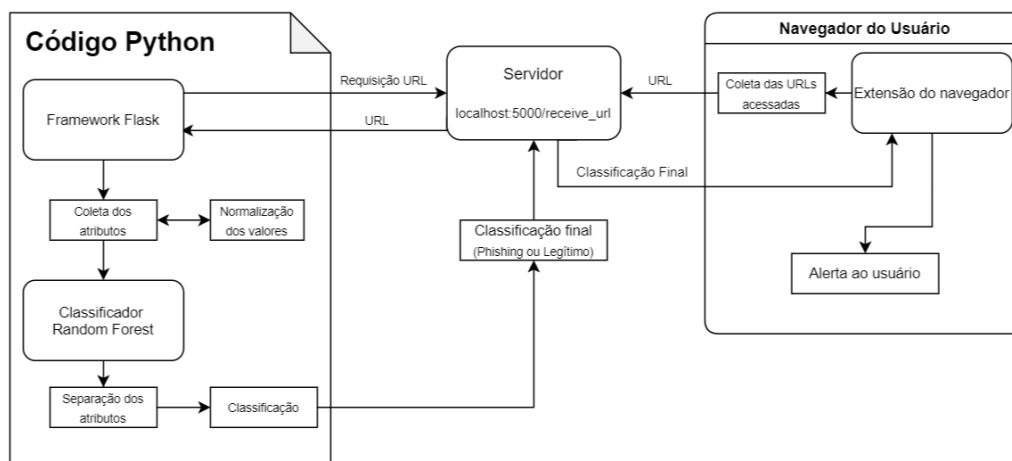 Código Python
Framework Flask
Coleta dos
atributos
Normalização
dos valores
Classificador
Random Forest
Separação dos
atributos
Classificação
Requisição URL
URL
Servidor
localhost:5000/receive_url
Classificação Final
Classificação final
(Phishing ou Legítimo)
URL
Navegador do Usuário
Coleta das URLs
acessadas
Extensão do navegador
Alerta ao usuário